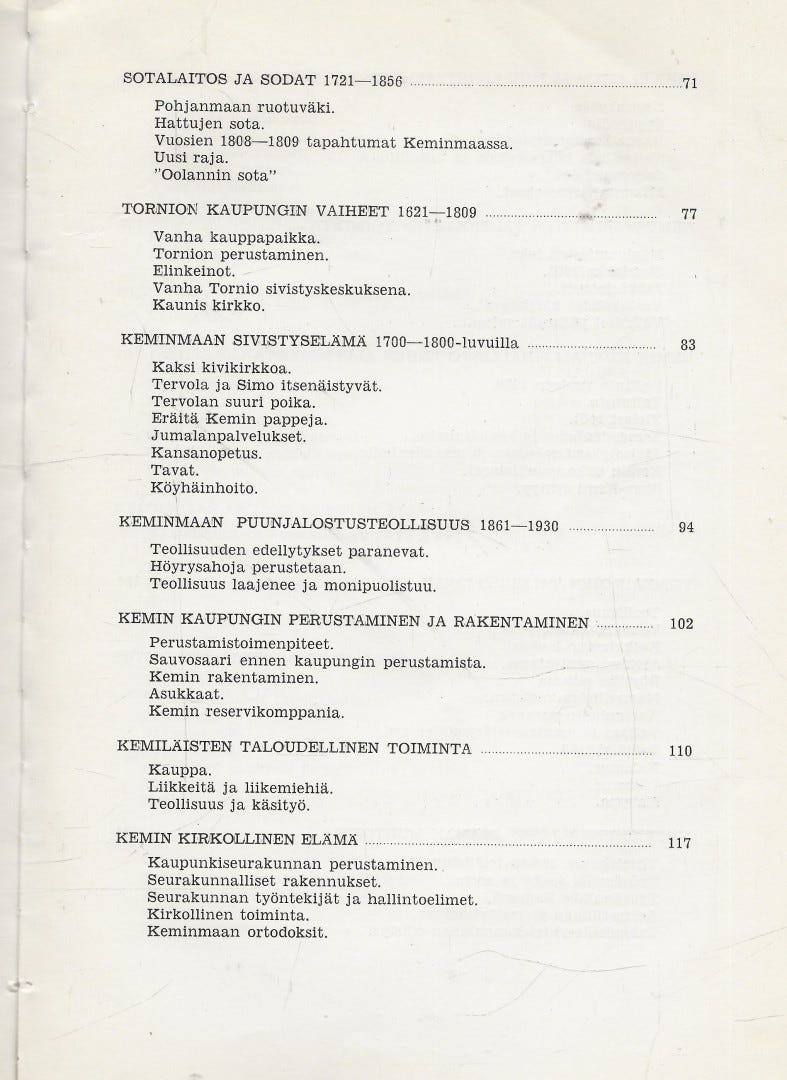 SOTALAITOS JA SODAT 1721—1856 ........ 71
Pohjanmaan ruotuväki.
Hattujen sota.
Vuosien 1808—1809 tapahtumat Keminmaassa.
Uusi raja.
"Oolannin sota"
TORNION KAUPUNGIN VAIHEET 1621—1809 ........ 77
Vanha kauppapaikka.
Tornion perustaminen.
Elinkeinot.
Vanha Tornio sivistyskeskuksena.
Kaunis kirkko.
KEMINMAAN SIVISTYSELÄMÄ 1700—1800-luvuilla ........ 83
Kaksi kivikirkkoa.
Tervola ja Simo itsenäistyvät.
Tervolan suuri poika.
Eräitä Kemin pappeja.
Jumalanpalvelukset.
Kansanopetus.
Tavat.
Köyhäinhoito.
KEMINMAAN PUUNJALOSTUSTEOLLISUUS 1861—1930 ........ 94
Teollisuuden edellytykset paranevat.
Höyrysahoja perustetaan.
Teollisuus laajenee ja monipuolistuu.
KEMIN KAUPUNGIN PERUSTAMINEN JA RAKENTAMINEN ........ 102
Perustamistoimenpiteet.
Sauvosaari ennen kaupungin perustamista.
Kemin rakentaminen.
Asukkaat.
Kemin reservikomppania.
KEMILÄISTEN TALOUDELLINEN TOIMINTA ........ 110
Kauppa.
Liikkeitä ja liikemiehiä.
Teollisuus ja käsityö.
KEMIN KIRKOLLINEN ELÄMÄ ........ 117
Kaupunkiseurakunnan perustaminen.
Seurakunnalliset rakennukset.
Seurakunnan työntekijät ja hallintoelimet.
Kirkollinen toiminta.
Keminmaan ortodoksit.